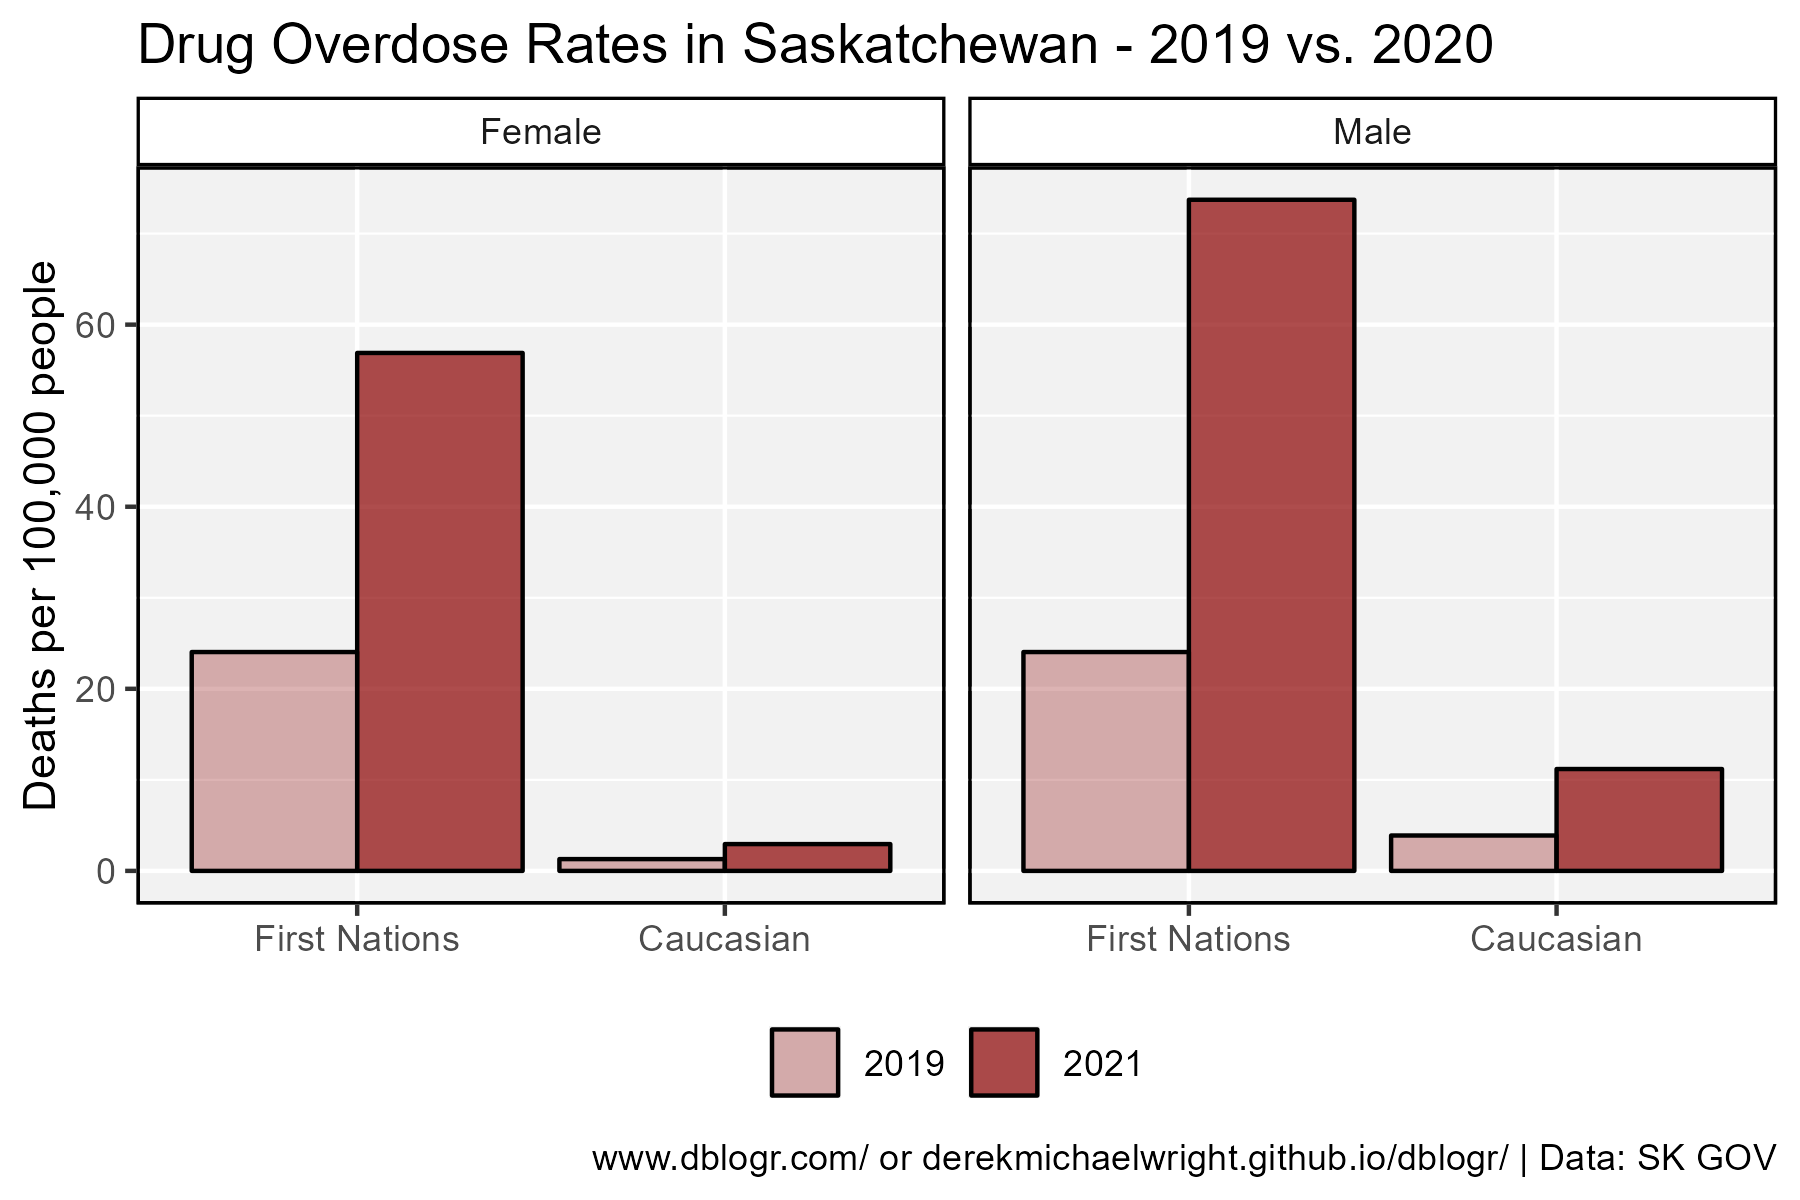 Drug Overdose Rates in Saskatchewan - 2019 vs. 2020
Female
Male
Deaths per 100,000 people
60
40
20
0
First Nations
Caucasian
First Nations
Caucasian
2019
2021
www.dblogr.com/ or derekmichaelwright.github.io/dblogr/ | Data: SK GOV